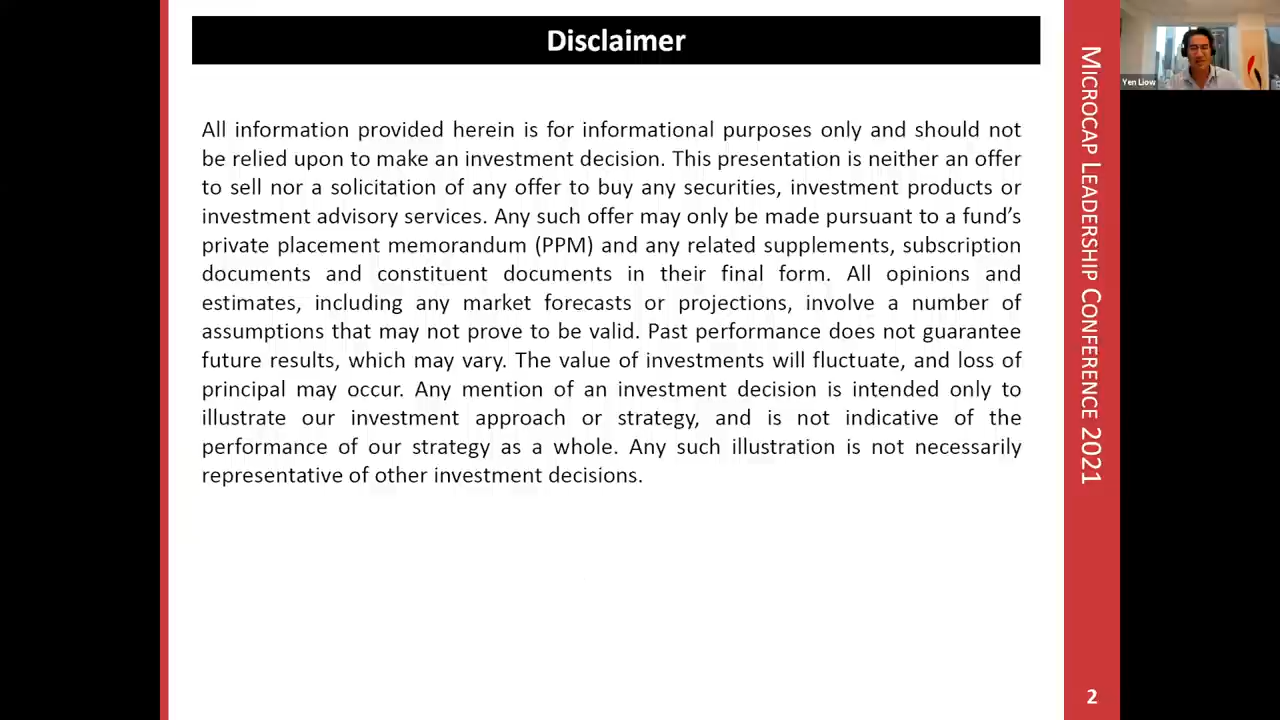 Disclaimer
All information provided herein is for informational purposes only and should not
be relied upon to make an investment decision. This presentation is neither an offer
to sell nor a solicitation of any offer to buy any securities, investment products or
investment advisory services. Any such offer may only be made pursuant to a fund’s
private placement memorandum (PPM) and any related supplements, subscription
documents and constituent documents in their final form. All opinions and
estimates, including any market forecasts or projections, involve a number of
assumptions that may not prove to be valid. Past performance does not guarantee
future results, which may vary. The value of investments will fluctuate, and loss of
principal may occur. Any mention of an investment decision is intended only to
illustrate our investment approach or strategy, and is not indicative of the
performance of our strategy as a whole. Any such illustration is not necessarily
representative of other investment decisions.
MICROCAP LEADERSHIP CONFERENCE 2021
2
Yen Liow